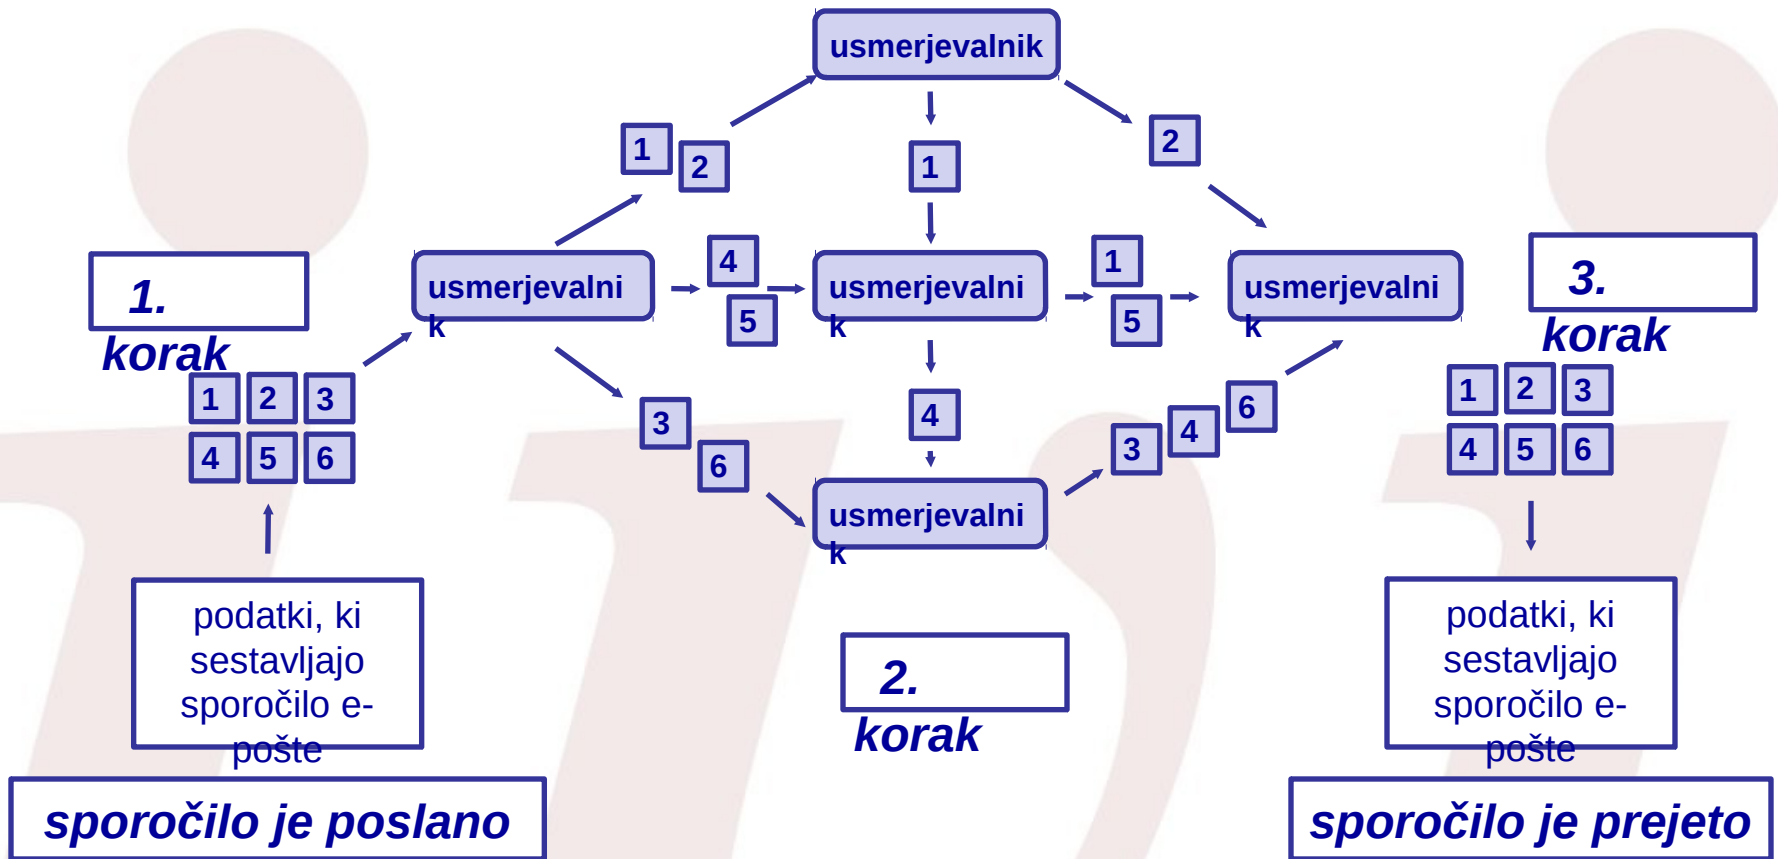 usmerjevalnik
1
2
1
2
1.
korak
usmerjevalni
k
4
5
usmerjevalni
k
1
5
usmerjevalni
k
3.
korak
1 2 3
4 5 6
3
6
4
3
4
6
1 2 3
4 5 6
usmerjevalni
k
podatki, ki
sestavljajo
sporočilo e-
pošte
2.
korak
podatki, ki
sestavljajo
sporočilo e-
pošte
sporočilo je poslano
sporočilo je prejeto